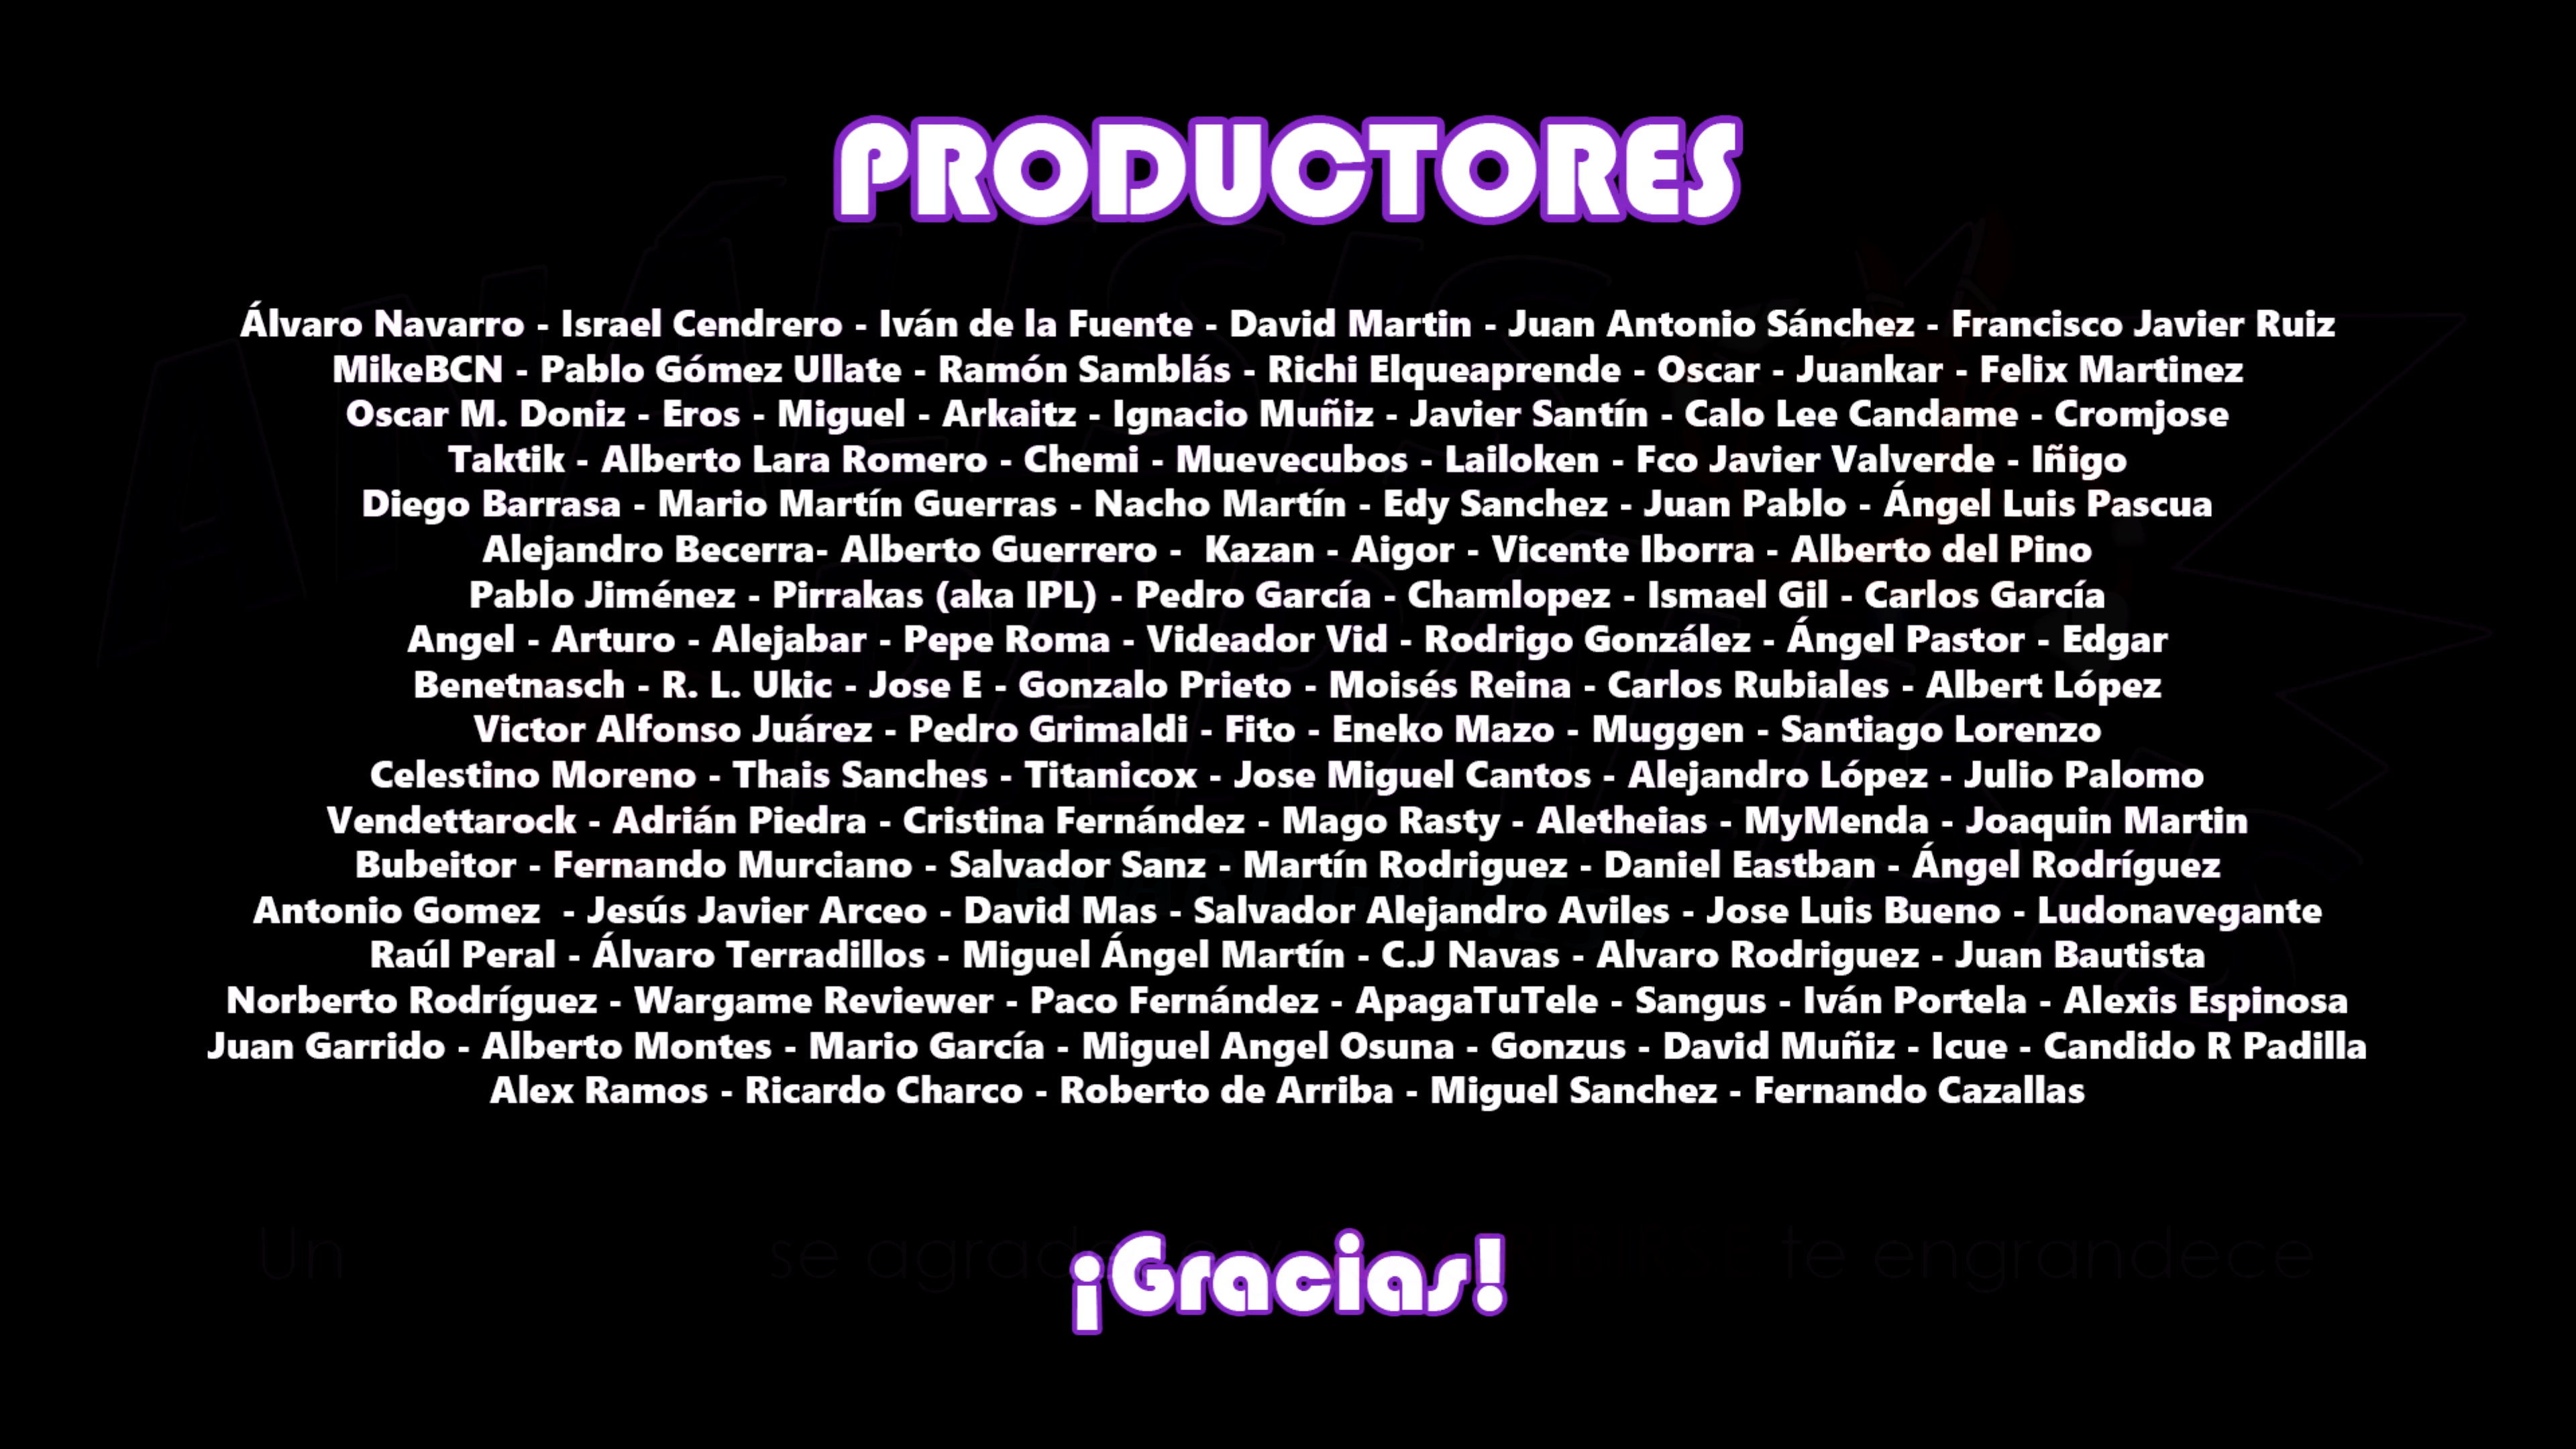 PRODUCTORES
Álvaro Navarro - Israel Cendrero - Iván de la Fuente - David Martin - Juan Antonio Sánchez - Francisco Javier Ruiz
MikeBCN - Pablo Gómez Ullate - Ramón Samblás - Richi Elqueaprende - Oscar - Juankar - Felix Martinez
Oscar M. Doniz - Eros - Miguel - Arkaitz - Ignacio Muñiz - Javier Santín - Calo Lee Candame - Cromjose
Taktik - Alberto Lara Romero - Chemi - Muevecubos - Lailoken - Fco Javier Valverde - Iñigo
Diego Barrasa - Mario Martín Guerras - Nacho Martín - Edy Sanchez - Juan Pablo - Ángel Luis Pascua
Alejandro Becerra- Alberto Guerrero -  Kazan - Aigor - Vicente Iborra - Alberto del Pino
Pablo Jiménez - Pirrakas (aka IPL) - Pedro García - Chamlopez - Ismael Gil - Carlos García
Angel - Arturo - Alejabar - Pepe Roma - Videador Vid - Rodrigo González - Ángel Pastor - Edgar
Benetnasch - R. L. Ukic - Jose E - Gonzalo Prieto - Moisés Reina - Carlos Rubiales - Albert López
Victor Alfonso Juárez - Pedro Grimaldi - Fito - Eneko Mazo - Muggen - Santiago Lorenzo
Celestino Moreno - Thais Sanches - Titanicox - Jose Miguel Cantos - Alejandro López - Julio Palomo
Vendettarock - Adrián Piedra - Cristina Fernández - Mago Rasty - Aletheias - MyMenda - Joaquin Martin
Bubeitor - Fernando Murciano - Salvador Sanz - Martín Rodriguez - Daniel Eastban - Ángel Rodríguez
Antonio Gomez  - Jesús Javier Arceo - David Mas - Salvador Alejandro Aviles - Jose Luis Bueno - Ludonavegante
Raúl Peral - Álvaro Terradillos - Miguel Ángel Martín - C.J Navas - Alvaro Rodriguez - Juan Bautista
Norberto Rodríguez - Wargame Reviewer - Paco Fernández - ApagaTuTele - Sangus - Iván Portela - Alexis Espinosa
Juan Garrido - Alberto Montes - Mario García - Miguel Angel Osuna - Gonzus - David Muñiz - Icue - Candido R Padilla
Alex Ramos - Ricardo Charco - Roberto de Arriba - Miguel Sanchez - Fernando Cazallas
Un se te engrandece
¡Gracias!